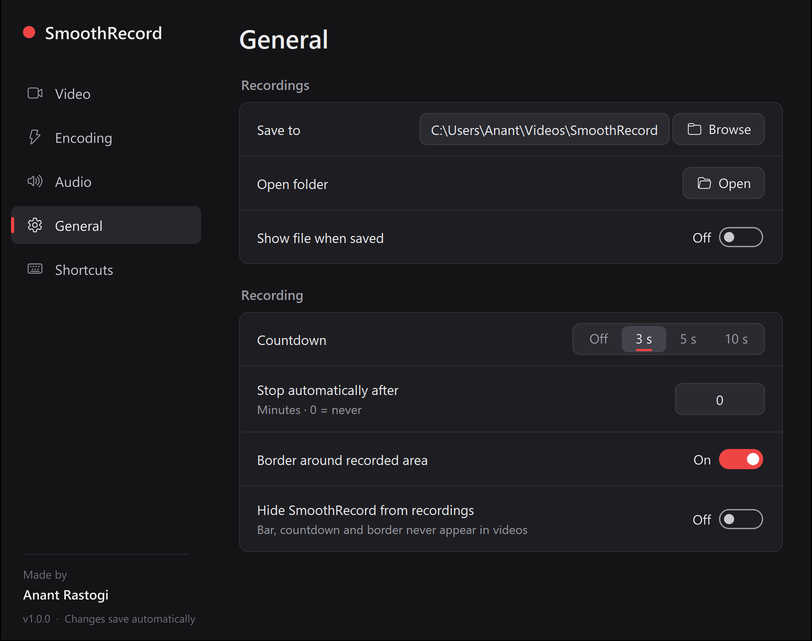 SmoothRecord
Video
Encoding
Audio
General
Shortcuts
Made by
Anant Rastogi
v1.0.0 · Changes save automatically
General
Recordings
Save to
C:\Users\Anant\Videos\SmoothRecord
Browse
Open folder
Open
Show file when saved
Off
Recording
Countdown
Off 3 s 5 s 10 s
Stop automatically after
Minutes · 0 = never
0
Border around recorded area
On
Hide SmoothRecord from recordings
Bar, countdown and border never appear in videos
Off